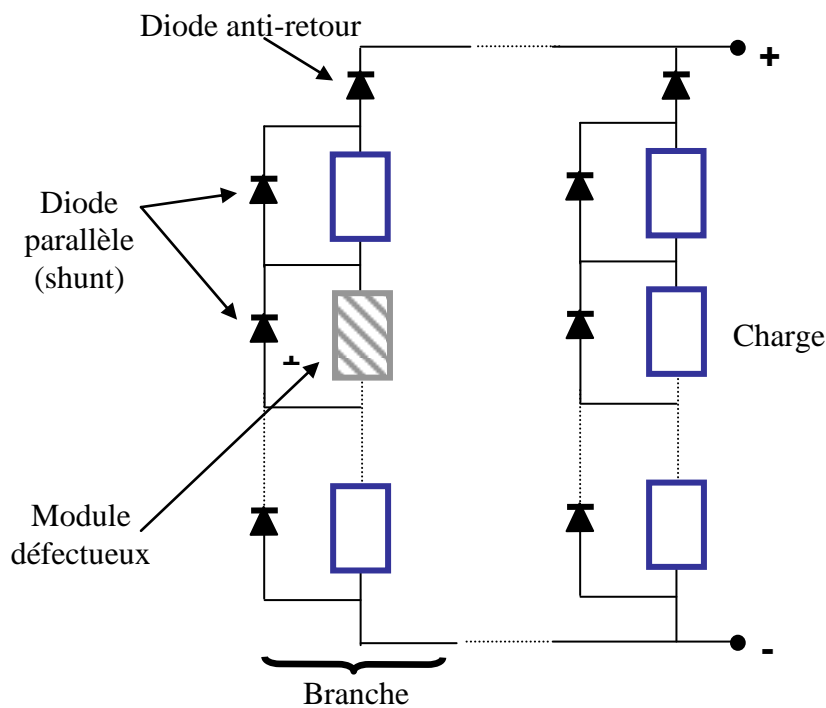 Diode anti-retour
+
Diode
parallèle
(shunt)
Charge
Module
défectueux
-
Branche